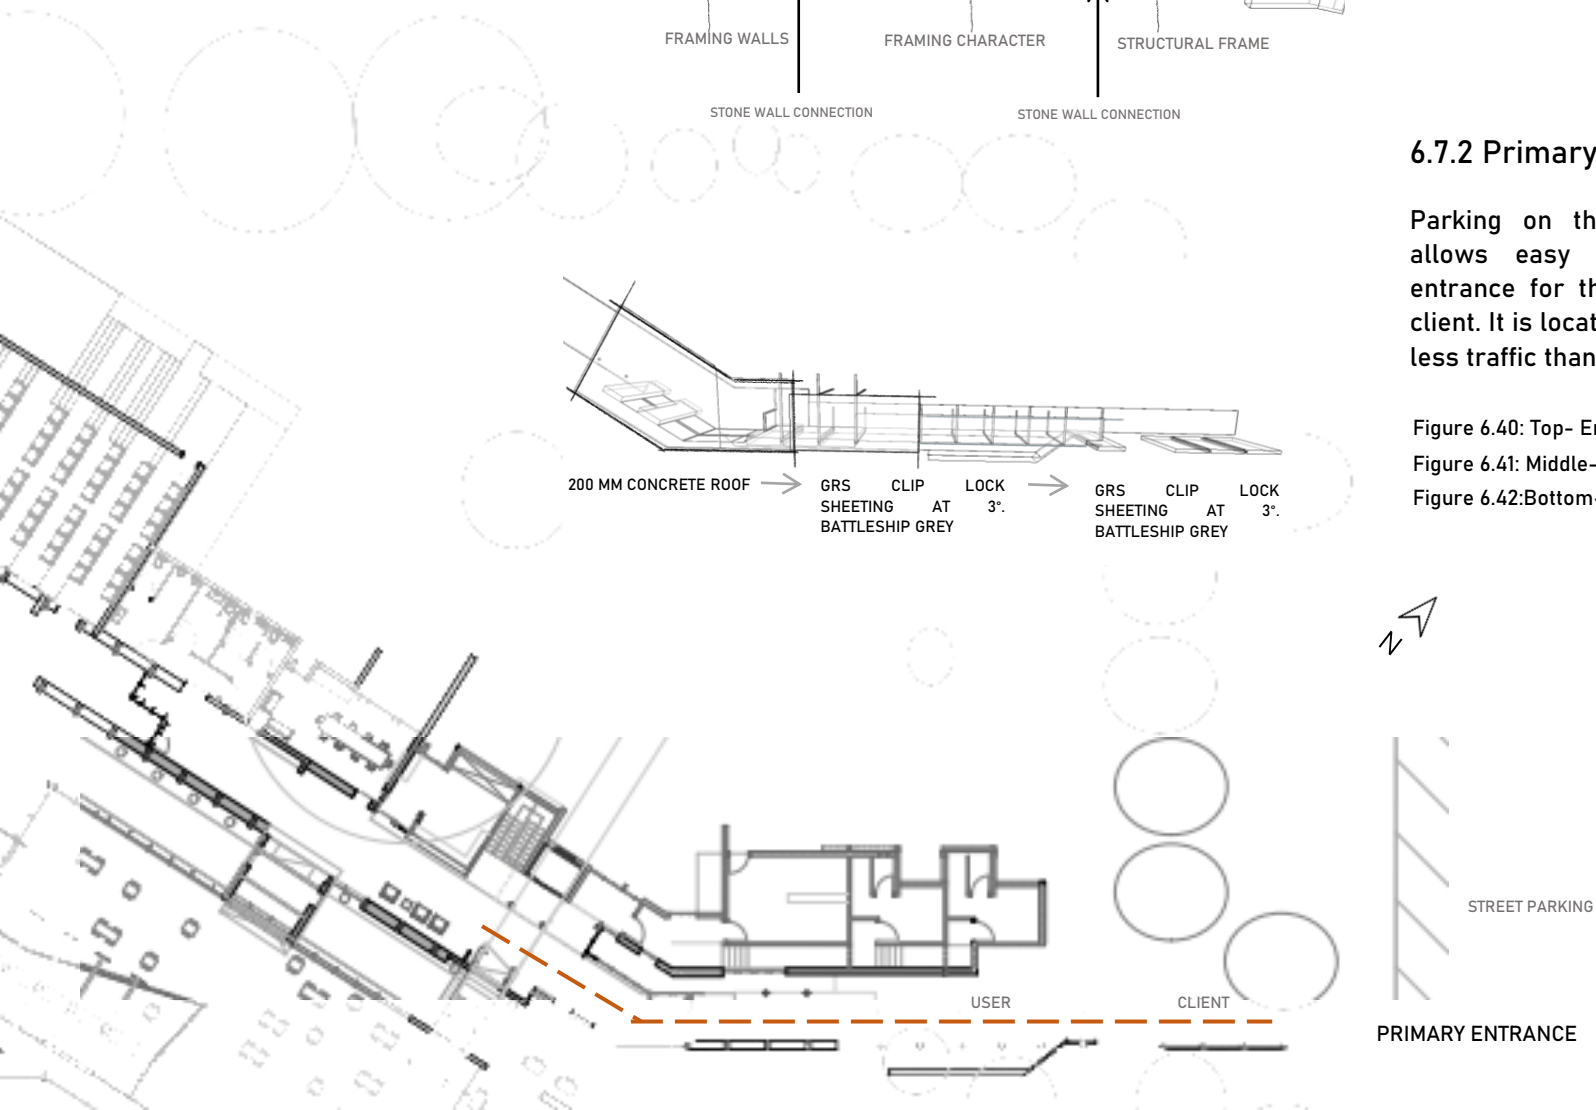 FRAMING WALLS
FRAMING CHARACTER
STRUCTURAL FRAME
STONE WALL CONNECTION
STONE WALL CONNECTION
6.7.2 Primary
Parking on th
allows easy
entrance for th
client. It is locat
less traffic than
Figure 6.40: Top- En
Figure 6.41: Middle-
Figure 6.42:Bottom-
200 MM CONCRETE ROOF
GRS CLIP LOCK
SHEETING AT 3°.
BATTLESHIP GREY
GRS CLIP LOCK
SHEETING AT 3°.
BATTLESHIP GREY
N
STREET PARKING
USER
CLIENT
PRIMARY ENTRANCE